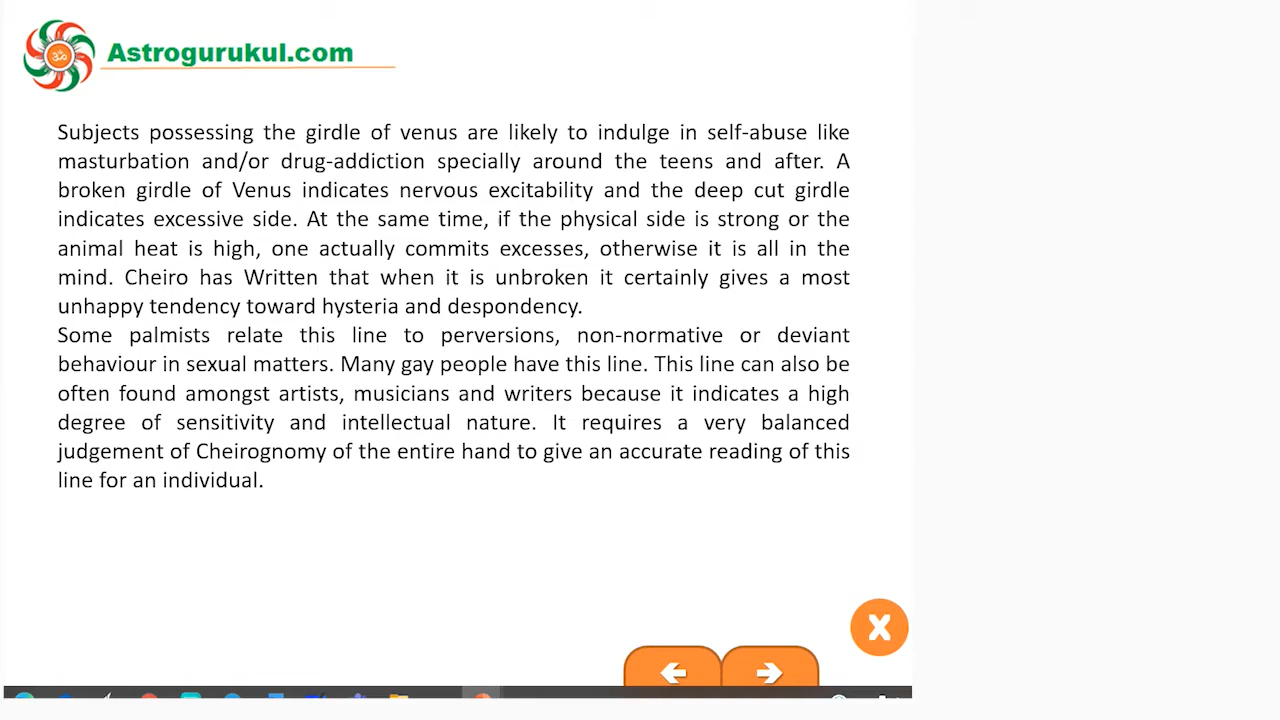 Astrogurukul.com
Subjects possessing the girdle of venus are likely to indulge in self-abuse like
masturbation and/or drug-addiction specially around the teens and after. A
broken girdle of Venus indicates nervous excitability and the deep cut girdle
indicates excessive side. At the same time, if the physical side is strong or the
animal heat is high, one actually commits excesses, otherwise it is all in the
mind. Cheiro has Written that when it is unbroken it certainly gives a most
unhappy tendency toward hysteria and despondency.
Some palmists relate this line to perversions, non-normative or deviant
behaviour in sexual matters. Many gay people have this line. This line can also be
often found amongst artists, musicians and writers because it indicates a high
degree of sensitivity and intellectual nature. It requires a very balanced
judgement of Cheirognomy of the entire hand to give an accurate reading of this
line for an individual.
X